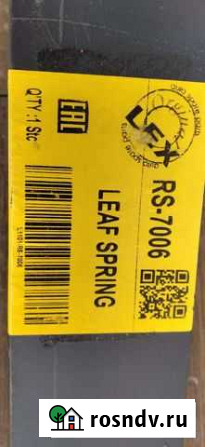 LEX
RS-7006
LEAF SPRING
EAC
QTY :1 Stc
rosndv.ru